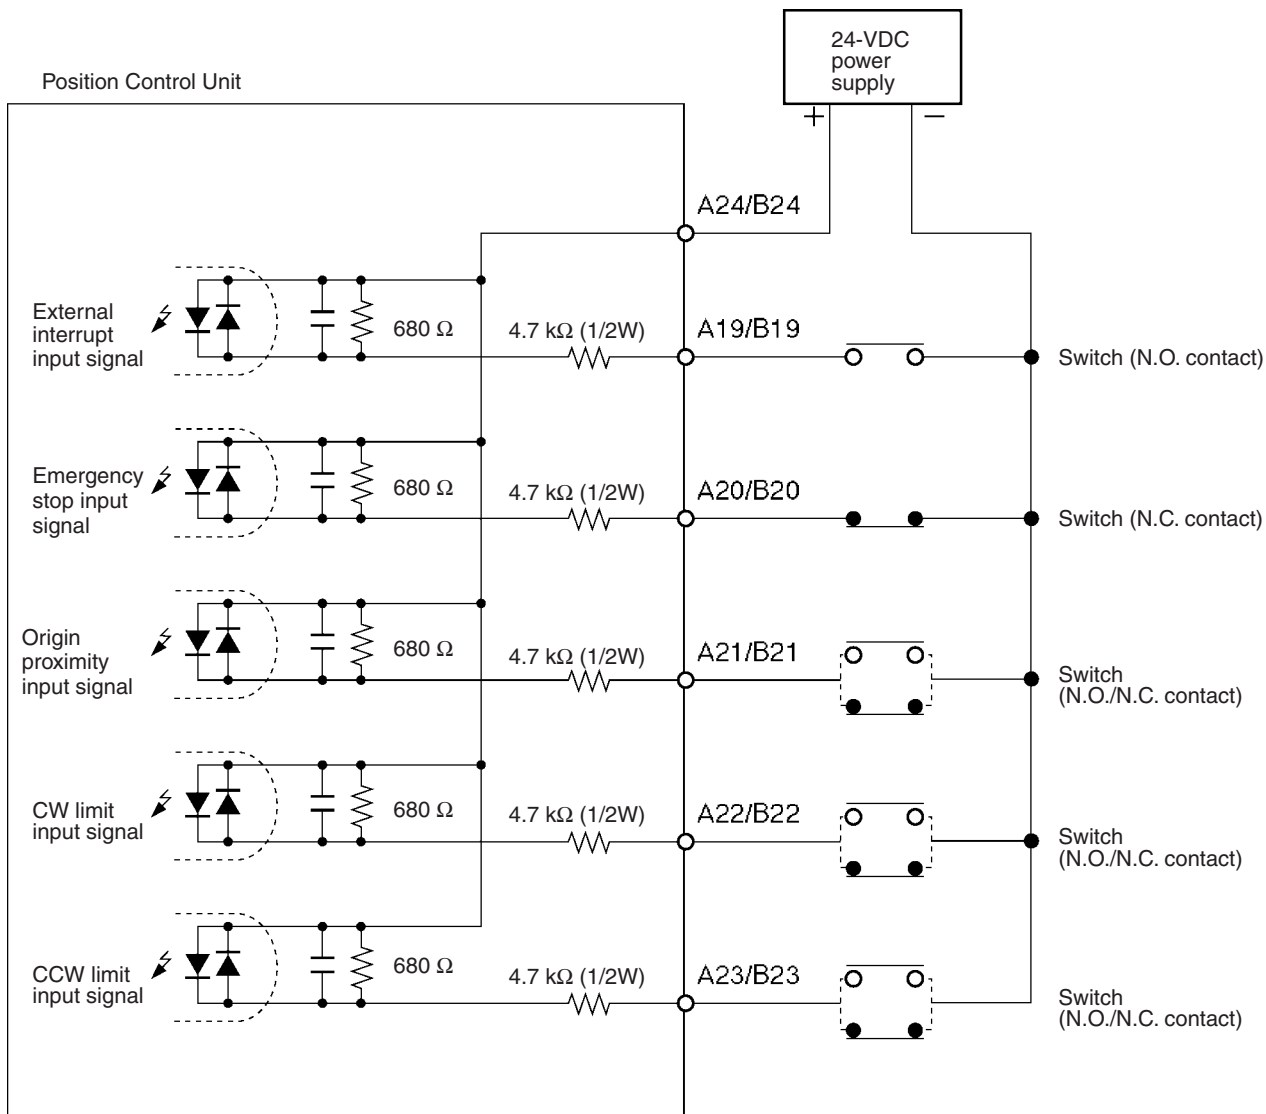 24-VDC
power
supply
Position Control Unit
+
−
A24/B24
External
interrupt
input signal
680 Ω
4.7 kΩ (1/2W)
A19/B19
Switch (N.O. contact)
Emergency
stop input
signal
680 Ω
4.7 kΩ (1/2W)
A20/B20
Switch (N.C. contact)
Origin
proximity
input signal
680 Ω
4.7 kΩ (1/2W)
A21/B21
Switch
(N.O./N.C. contact)
CW limit
input signal
680 Ω
4.7 kΩ (1/2W)
A22/B22
Switch
(N.O./N.C. contact)
CCW limit
input signal
680 Ω
4.7 kΩ (1/2W)
A23/B23
Switch
(N.O./N.C. contact)